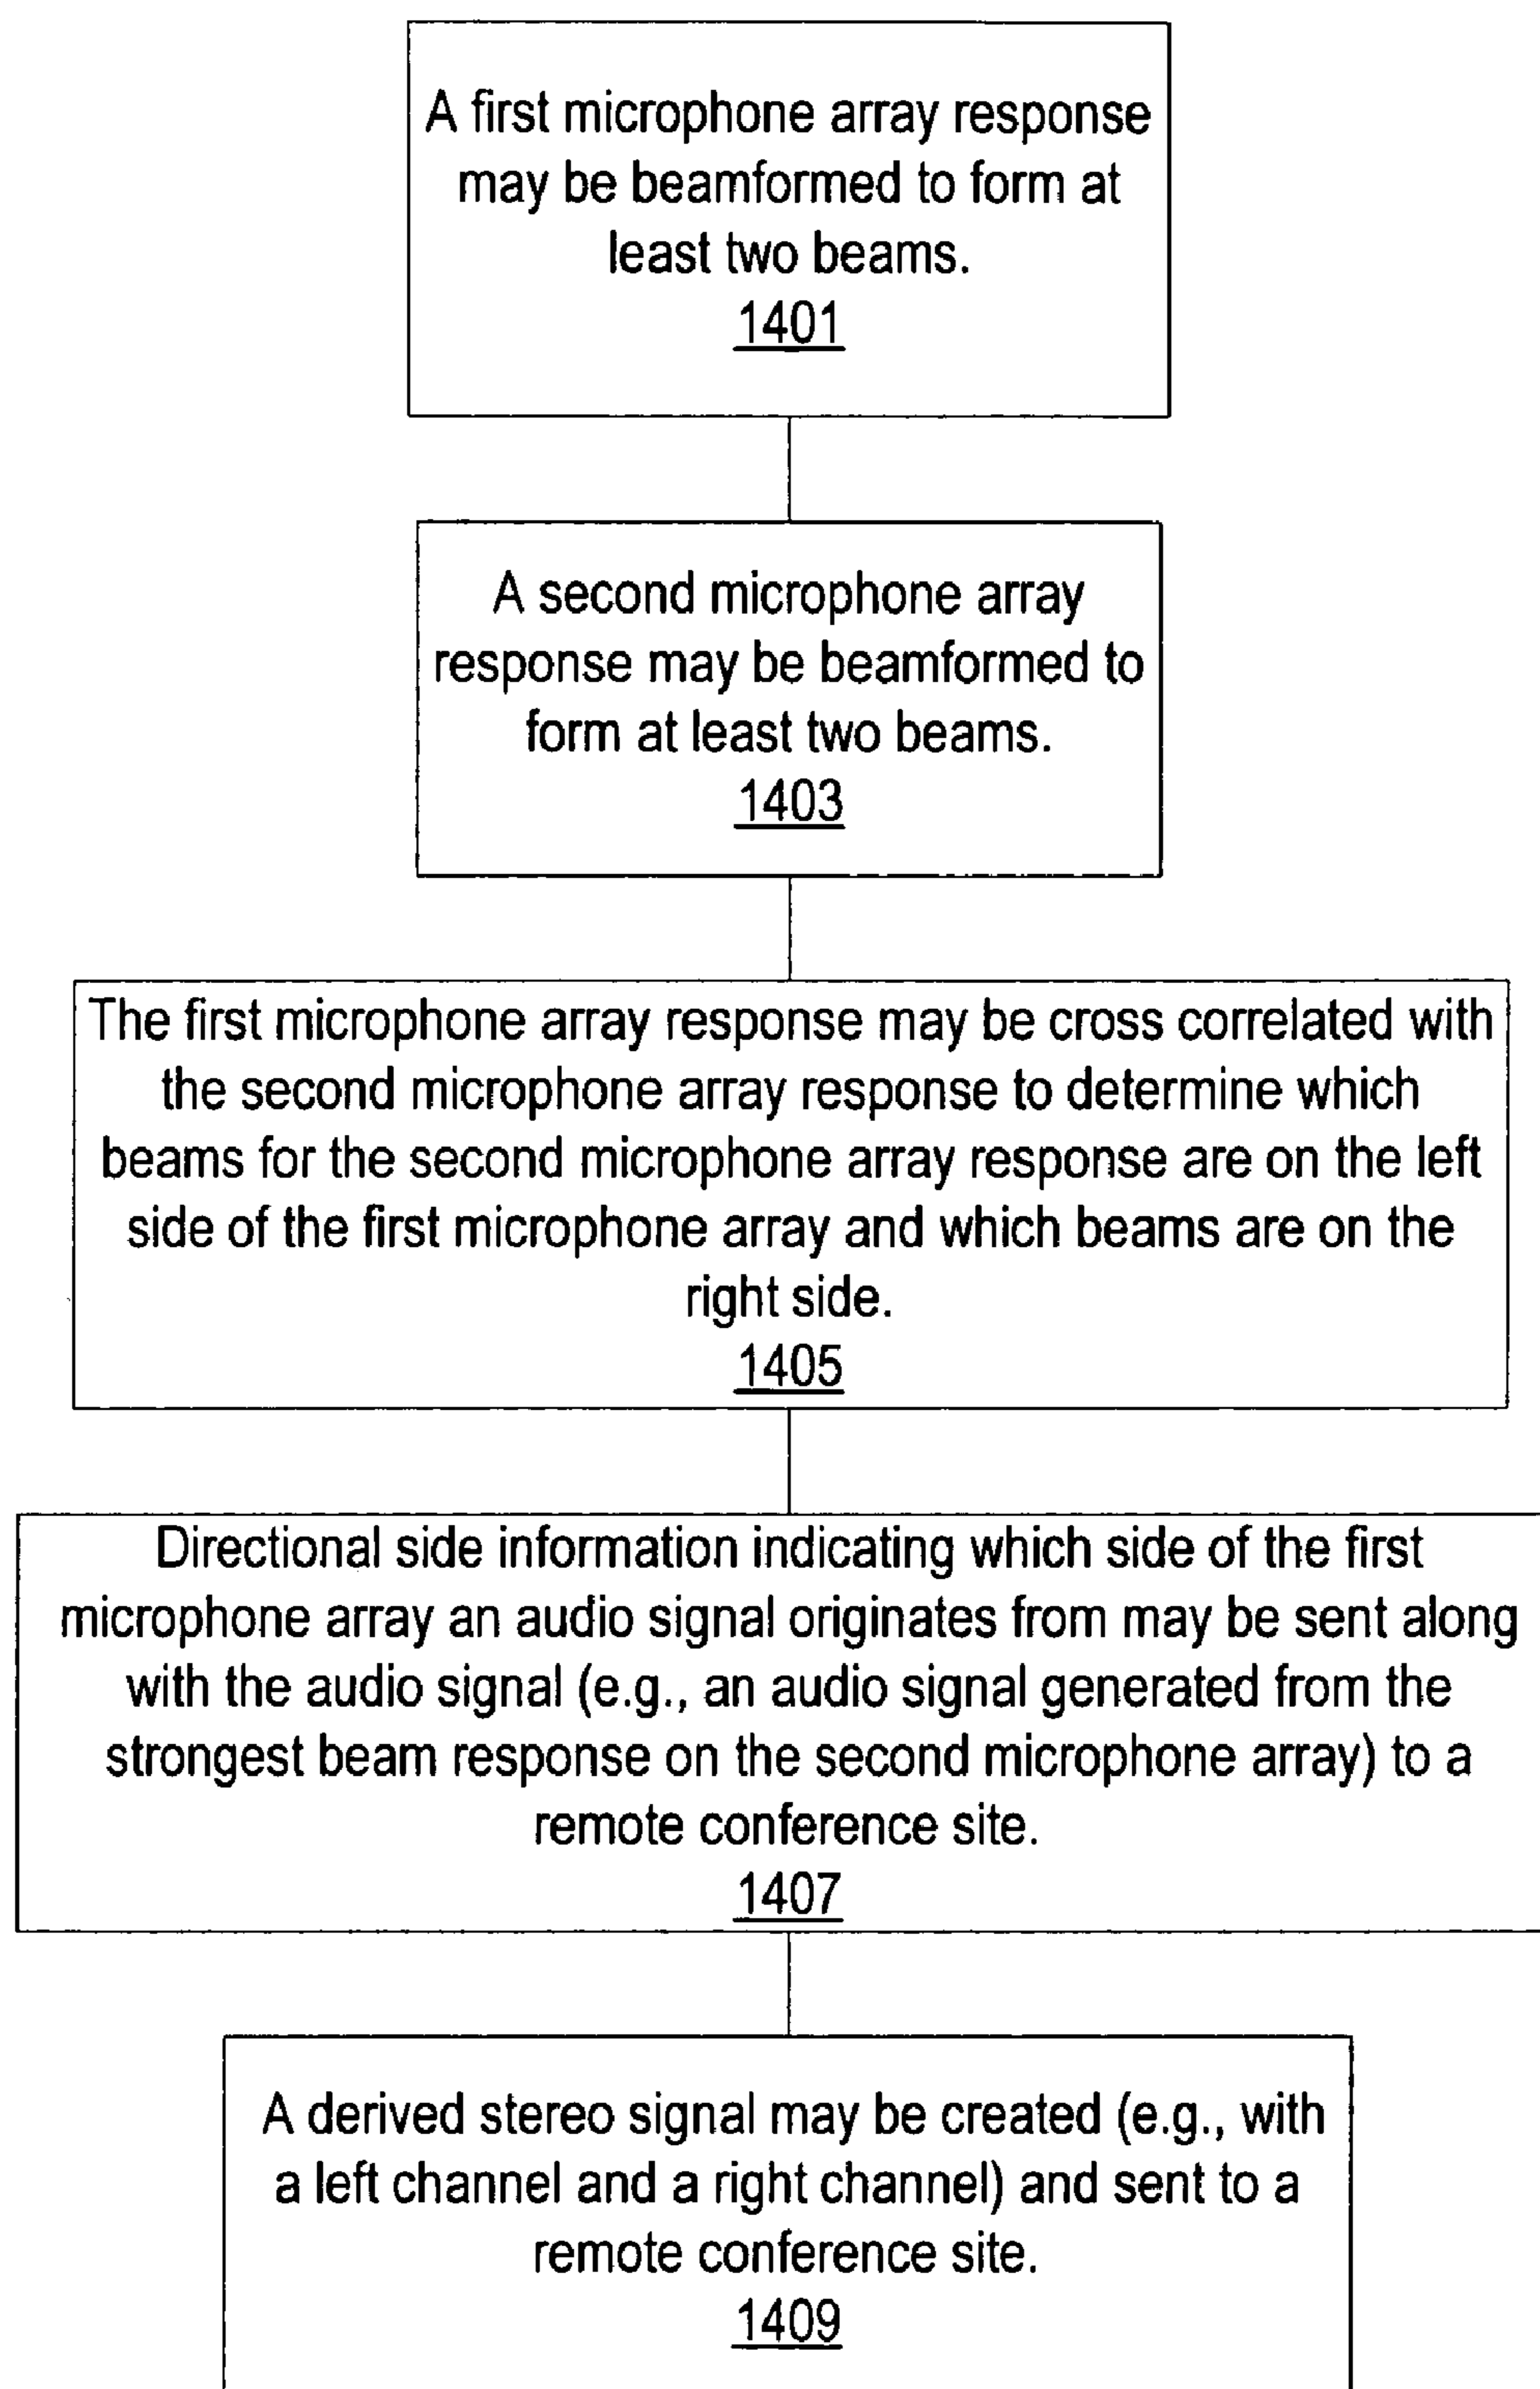 A first microphone array response
may be beamformed to form at
least two beams.
1401
A second microphone array
response may be beamformed to
form at least two beams.
1403
The first microphone array response may be cross correlated with
the second microphone array response to determine which
beams for the second microphone array response are on the left
side of the first microphone array and which beams are on the
right side.
1405
Directional side information indicating which side of the first
microphone array an audio signal originates from may be sent along
with the audio signal (e.g., an audio signal generated from the
strongest beam response on the second microphone array) to a
remote conference site.
1407
A derived stereo signal may be created (e.g., with
a left channel and a right channel) and sent to a
remote conference site.
1409